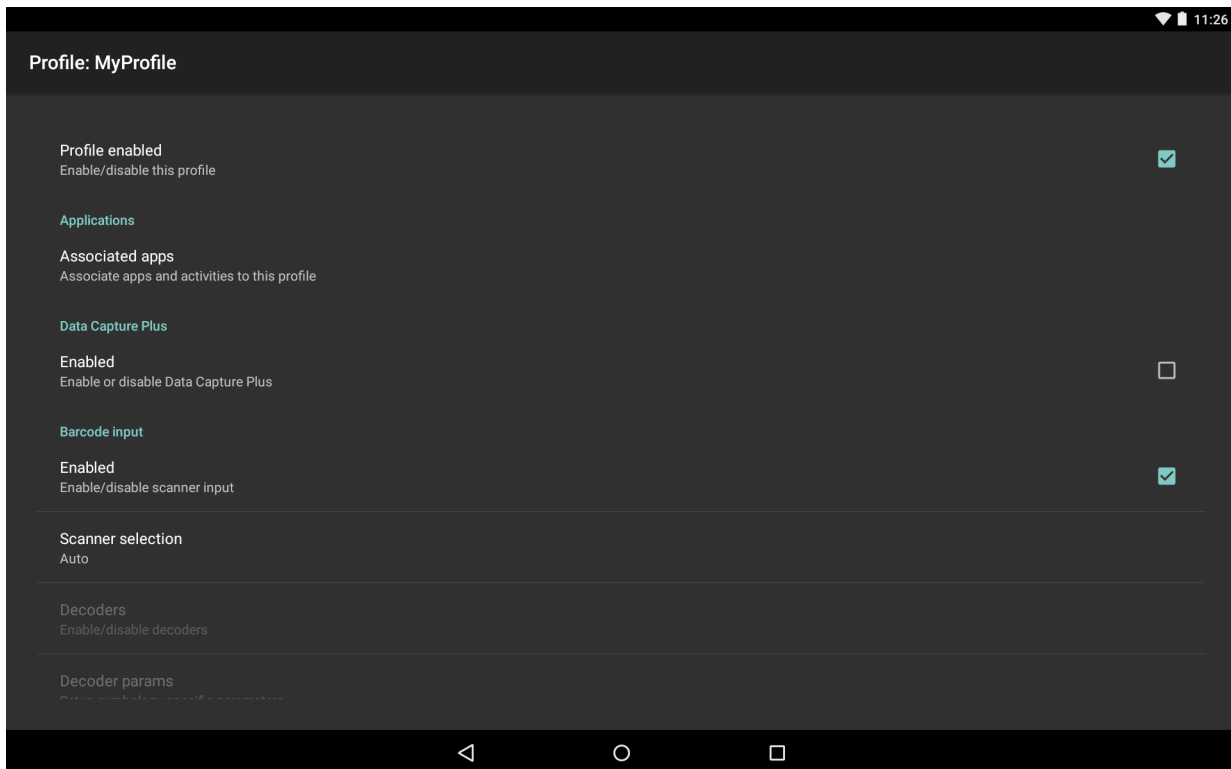 11:26
Profile: MyProfile
Profile enabled
Enable/disable this profile
Applications
Associated apps
Associate apps and activities to this profile
Data Capture Plus
Enabled
Enable or disable Data Capture Plus
Barcode input
Enabled
Enable/disable scanner input
Scanner selection
Auto
Decoders
Enable/disable decoders
Decoder params